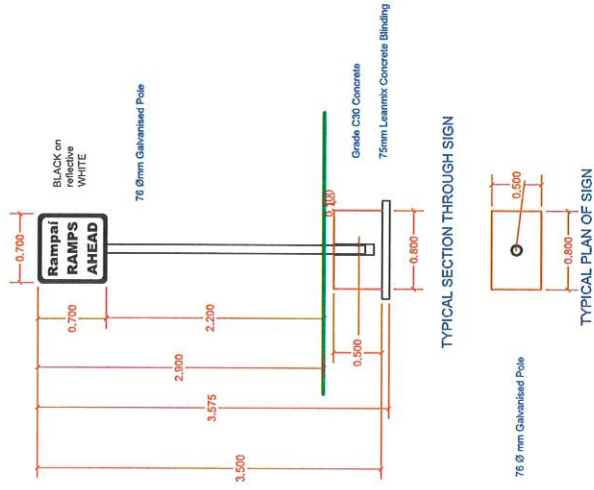 0.700
BLACK on
reflective
WHITE
Rampaí
RAMPS
AHEAD
76 Ømm Galvanised Pole
0.700
2.200
2.900
3.575
3.500
0.100
Grade C30 Concrete
75mm Leanmix Concrete Blinding
0.500
0.800
TYPICAL SECTION THROUGH SIGN
76 Ø mm Galvanised Pole
0.500
0.800
TYPICAL PLAN OF SIGN